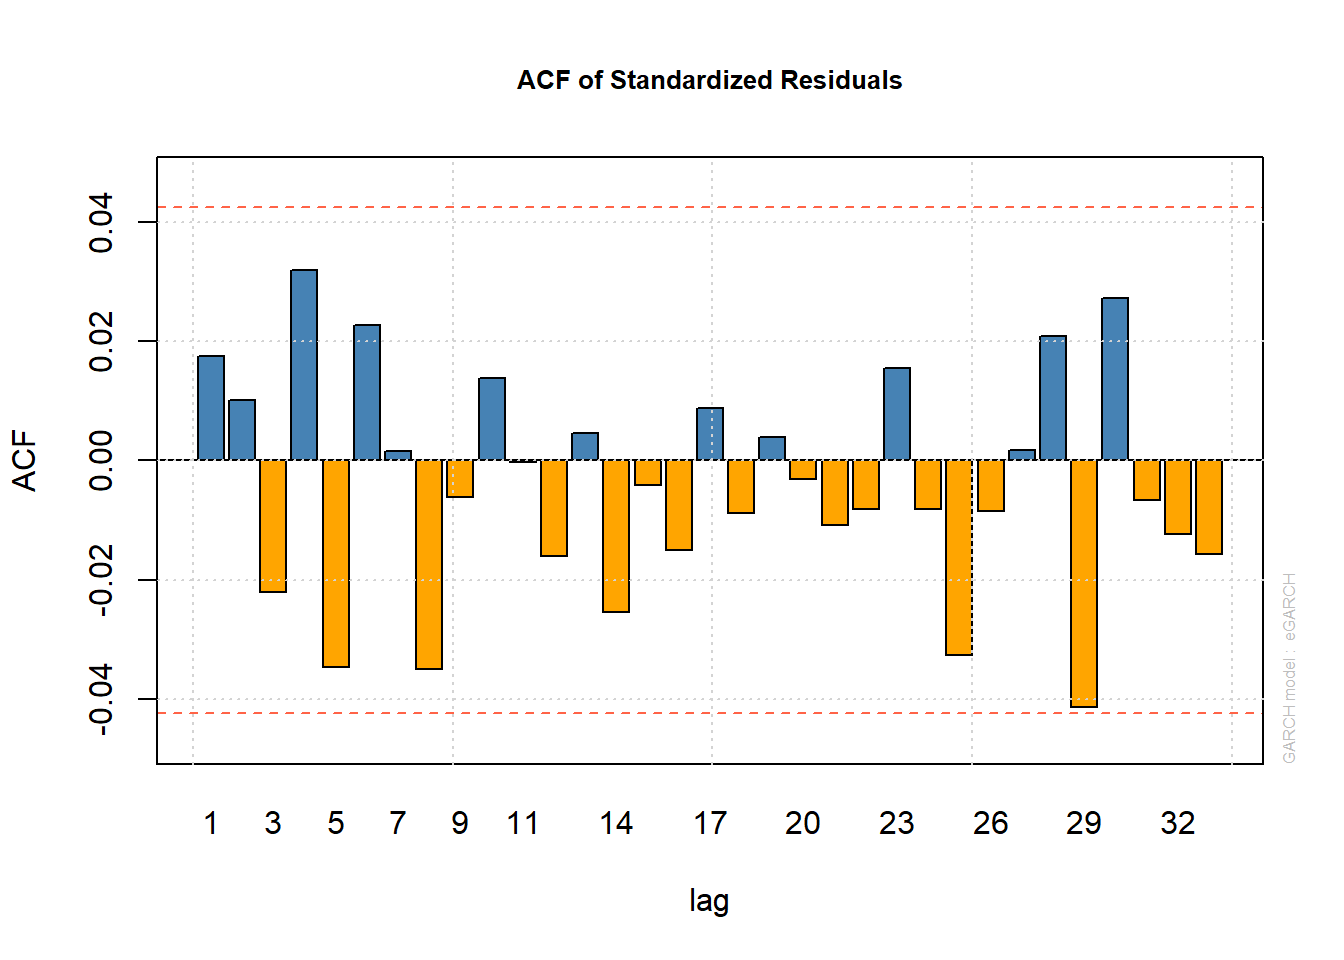 ACF of Standardized Residuals
0.04
0.02
0.00
-0.02
-0.04
ACF
1 3 5 7 9 11 14 17 20 23 26 29 32
lag
GARCH model : eGARCH